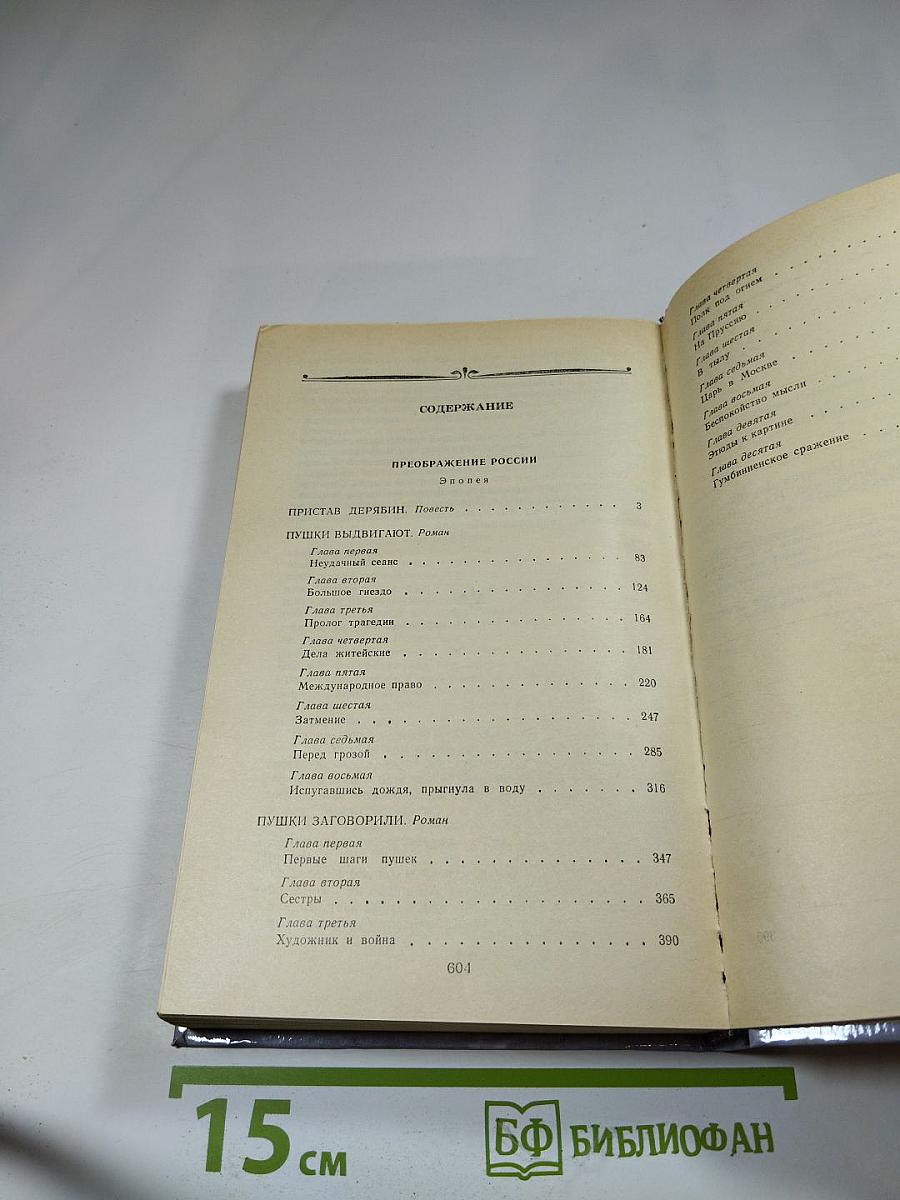 СОДЕРЖАНИЕ
ПРЕОБРАЖЕНИЕ РОССИИ
Эпопея
ПРИСТАВ ДЕРЯБИН. Повесть . . . . . . . . . . . . 3
ПУШКИ ВЫДВИГАЮТ. Роман
Глава первая
Неудачный сеанс . . . . . . . . . . . . . . . 83
Глава вторая
Большое гнездо . . . . . . . . . . . . . . . 124
Глава третья
Пролог трагедии . . . . . . . . . . . . . . . 164
Глава четвертая
Дела житейские . . . . . . . . . . . . . . . 181
Глава пятая
Международное право . . . . . . . . . . . . . 220
Глава шестая
Затмение . . . . . . . . . . . . . . . . . . 247
Глава седьмая
Перед грозой . . . . . . . . . . . . . . . . 285
Глава восьмая
Испугавшись дождя, прыгнула в воду . . . . . . . 316
ПУШКИ ЗАГОВОРИЛИ. Роман
Глава первая
Первые шаги пушек . . . . . . . . . . . . . . 347
Глава вторая
Сестры . . . . . . . . . . . . . . . . . . . 365
Глава третья
Художник и война . . . . . . . . . . . . . . 390
604
Глава четвертая
Полк под огнем . . . . . . . .
Глава пятая
На Пруссию . . . . . . . .
Глава шестая
В тылу . . . . . . . .
Глава седьмая
Царь в Москве . . . . . . .
Глава восьмая
Беспокойство мысли . . . . . .
Глава девятая
Этюды к картине . . . . . .
Глава десятая
Гумбинненское сражение . . . .
15 см
БФ БИБЛИОФАН